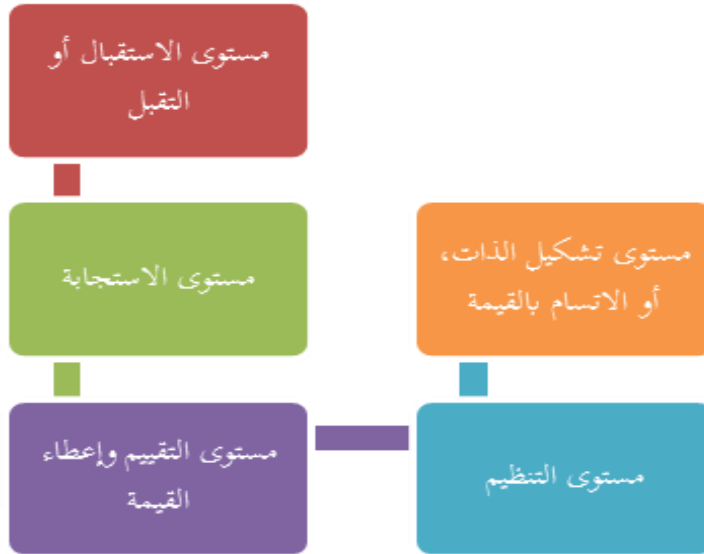 مستوى الاستقبال أو
التقبل
مستوى الاستجابة
مستوى التقييم وإعطاء
القيمة
مستوى التنظيم
مستوى تشكيل الذات،
أو الاتسام بالقيمة